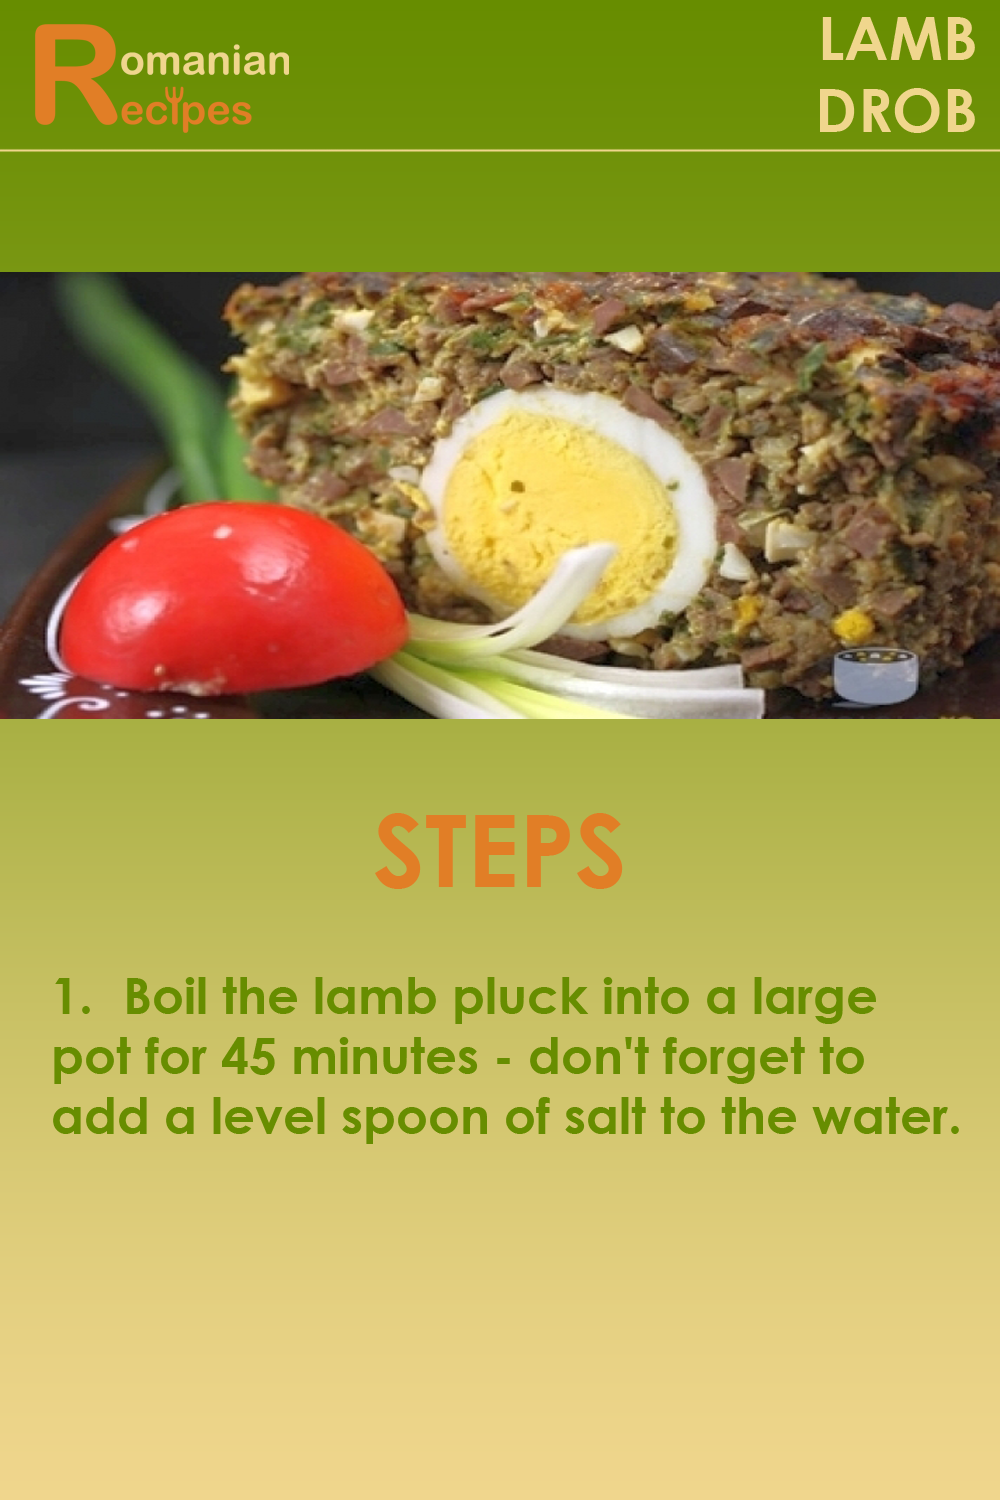 Romanian
Recipes
LAMB
DROB
STEPS
1. Boil the lamb pluck into a large
pot for 45 minutes - don't forget to
add a level spoon of salt to the water.